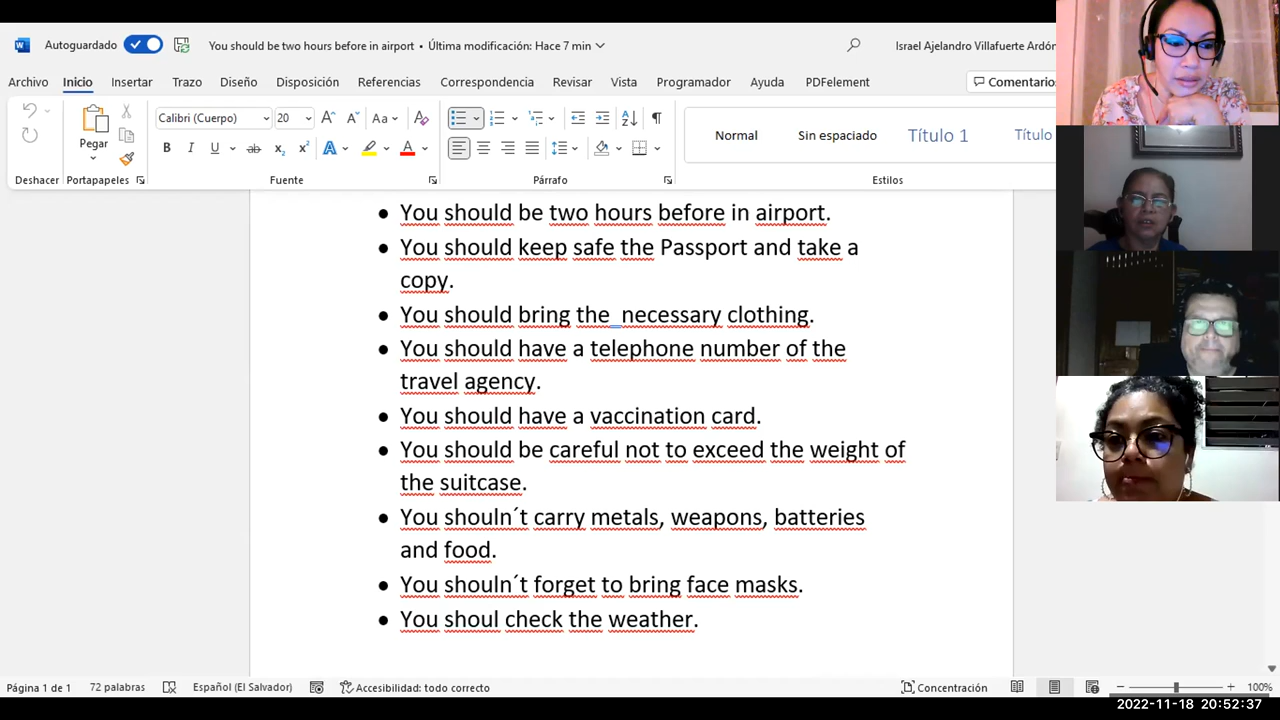 Autoguardado
You should be two hours before in airport • Última modificación: Hace 7 min
Israel Ajelandro Villafuerte Ardón
Archivo Inicio Insertar Trazo Diseño Disposición Referencias Correspondencia Revisar Vista Programador Ayuda PDFelement Comentarios
Calibri (Cuerpo) 20
Pegar
Normal Sin espaciado Título 1 Título
Deshacer Portapapeles Fuente Párrafo Estilos
• You should be two hours before in airport.
• You should keep safe the Passport and take a
copy.
• You should bring the necessary clothing.
• You should have a telephone number of the
travel agency.
• You should have a vaccination card.
• You should be careful not to exceed the weight of
the suitcase.
• You shouln´t carry metals, weapons, batteries
and food.
• You shouln´t forget to bring face masks.
• You shoul check the weather.
Página 1 de 1 72 palabras Español (El Salvador) Accesibilidad: todo correcto Concentración 100%
2022-11-18 20:52:37